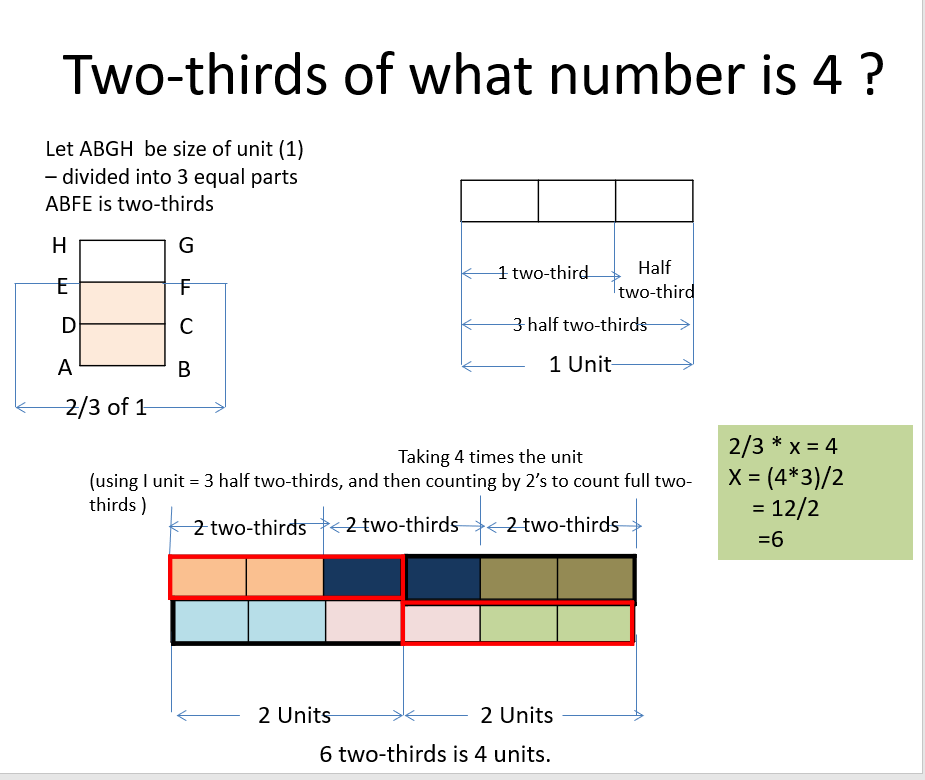 Two-thirds of what number is 4 ?
Let ABGH be size of unit (1)
– divided into 3 equal parts
ABFE is two-thirds
H G
E F
D C
A B
2/3 of 1
1 two-third
Half
two-third
3 half two-thirds
1 Unit
2/3 * x = 4
X = (4*3)/2
= 12/2
=6
Taking 4 times the unit
(using I unit = 3 half two-thirds, and then counting by 2’s to count full two-
thirds )
2 two-thirds 2 two-thirds 2 two-thirds
2 Units 2 Units
6 two-thirds is 4 units.